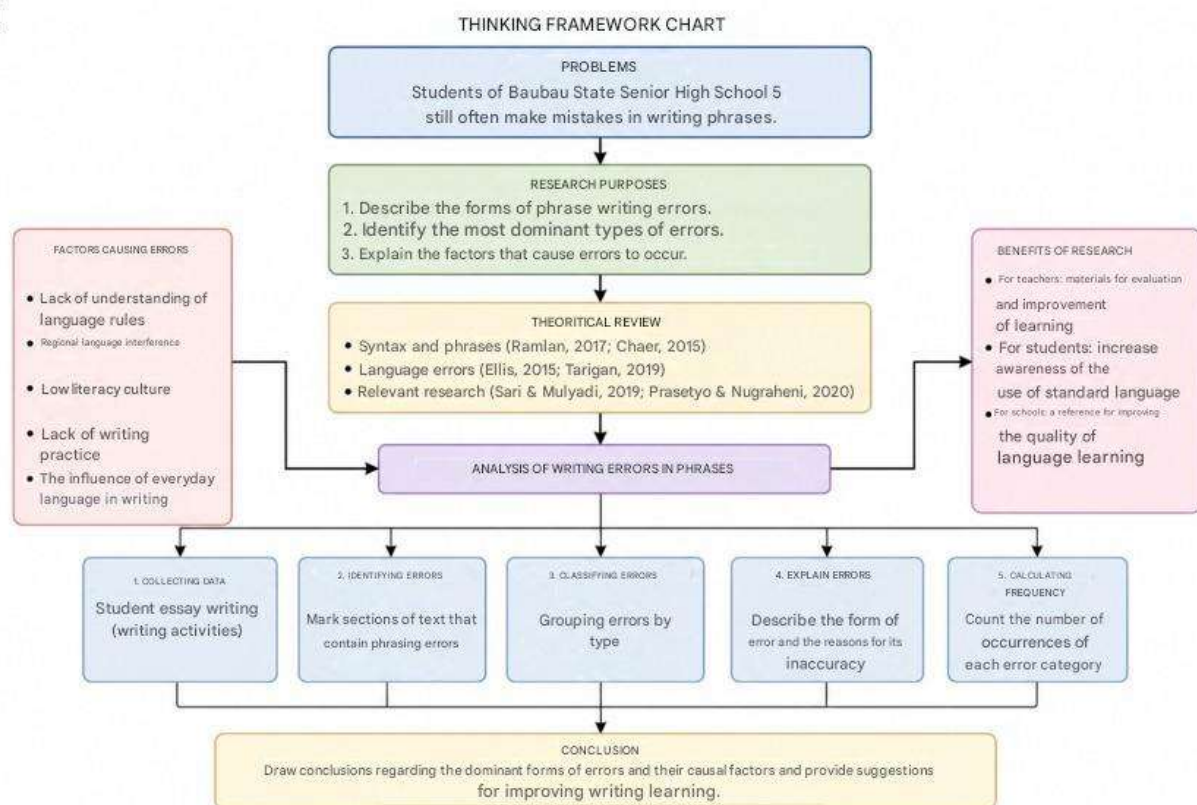 THINKING FRAMEWORK CHART
PROBLEMS
Students of Baubau State Senior High School 5
still often make mistakes in writing phrases.
RESEARCH PURPOSES
1. Describe the forms of phrase writing errors.
2. Identify the most dominant types of errors.
3. Explain the factors that cause errors to occur.
FACTORS CAUSING ERRORS
• Lack of understanding of
language rules
• Regional language interference
• Low literacy culture
• Lack of writing
practice
• The influence of everyday
language in writing
THEORITICAL REVIEW
• Syntax and phrases (Ramlan, 2017; Chaer, 2015)
• Language errors (Ellis, 2015; Tarigan, 2019)
• Relevant research (Sari & Mulyadi, 2019; Prasetyo & Nugraheni, 2020)
BENEFITS OF RESEARCH
• For teachers: materials for evaluation
and improvement
of learning
• For students: increase
awareness of the
use of standard language
• For schools: a reference for improving
the quality of
language learning
ANALYSIS OF WRITING ERRORS IN PHRASES
1. COLLECTING DATA
Student essay writing
(writing activities)
2. IDENTIFYING ERRORS
Mark sections of text that
contain phrasing errors
3. CLASSIFYING ERRORS
Grouping errors by
type
4. EXPLAIN ERRORS
Describe the form of
error and the reasons for its
inaccuracy
5. CALCULATING
FREQUENCY
Count the number of
occurrences of
each error category
CONCLUSION
Draw conclusions regarding the dominant forms of errors and their causal factors and provide suggestions
for improving writing learning.